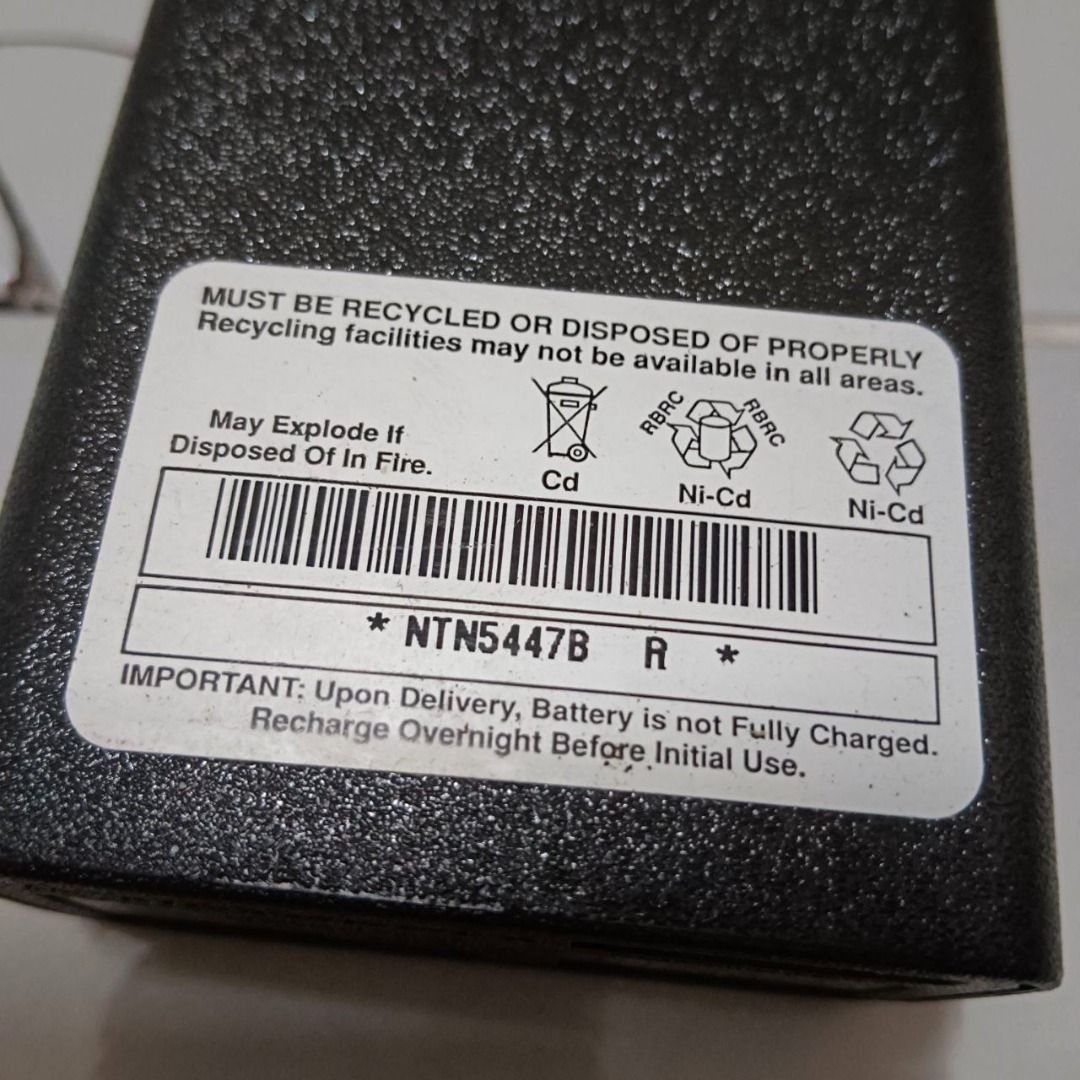 MUST BE RECYCLED OR DISPOSED OF PROPERLY
Recycling facilities may not be available in all areas.
May Explode If
Disposed Of In Fire.
Cd
RBRC RBRC
Ni-Cd
Ni-Cd
* NTN5447B R *
IMPORTANT: Upon Delivery, Battery is not Fully Charged.
Recharge Overnight Before Initial Use.